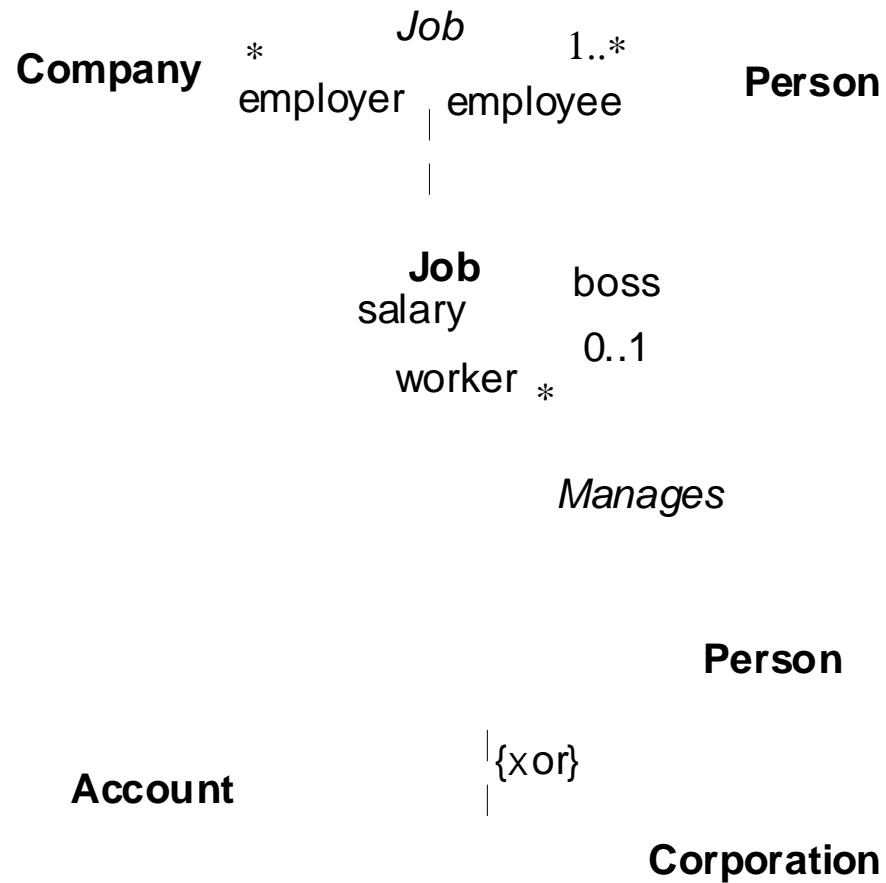 Job
Company * 1..* Person
employer employee
Job
salary boss
0..1
worker *
Manages
Person
{xor}
Account
Corporation